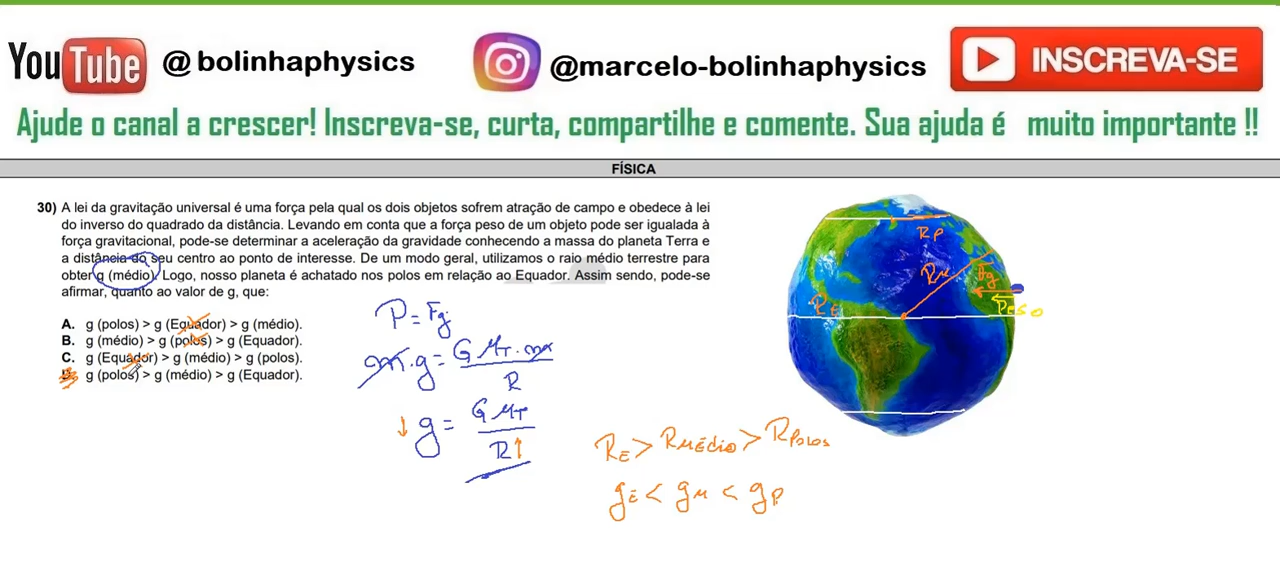 YouTube @bolinhaphysics @marcelo-bolinhaphysics INSCREVA-SE
Ajude o canal a crescer! Inscreva-se, curta, compartilhe e comente. Sua ajuda é muito importante !!
FÍSICA
30) A lei da gravitação universal é uma força pela qual os dois objetos sofrem atração de campo e obedece à lei
do inverso do quadrado da distância. Levando em conta que a força peso de um objeto pode ser igualada à
força gravitacional, pode-se determinar a aceleração da gravidade conhecendo a massa do planeta Terra e
a distância do seu centro ao ponto de interesse. De um modo geral, utilizamos o raio médio terrestre para
obter g (médio). Logo, nosso planeta é achatado nos polos em relação ao Equador. Assim sendo, pode-se
afirmar, quanto ao valor de g, que:
A. g (polos) > g (Equador) > g (médio).
B. g (médio) > g (polos) > g (Equador).
C. g (Equador) > g (médio) > g (polos).
D. g (polos) > g (médio) > g (Equador).
P = Fg
m.g = G MT.m
R
↓ g = G MT
R↑
RE > RMÉDIO > RPOLOS
gE < gM < gP
RP
RM
Ag
RE
PESO